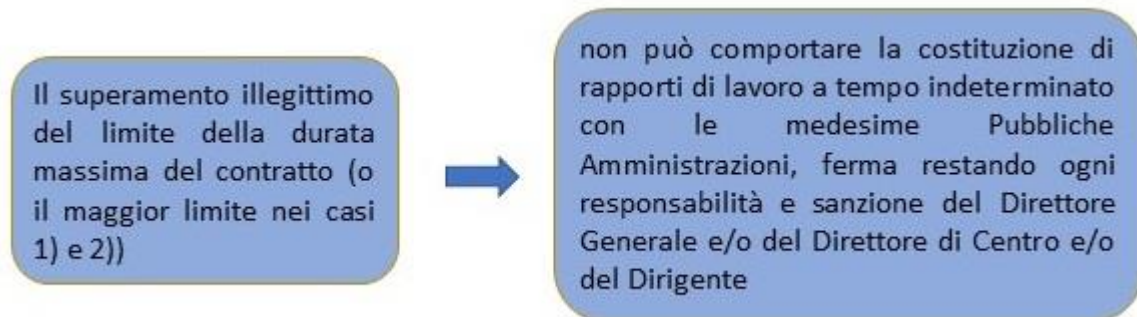 Il superamento illegittimo
del limite della durata
massima del contratto (o
il maggior limite nei casi
1) e 2))
non può comportare la costituzione di
rapporti di lavoro a tempo indeterminato
con le medesime Pubbliche
Amministrazioni, ferma restando ogni
responsabilità e sanzione del Direttore
Generale e/o del Direttore di Centro e/o
del Dirigente